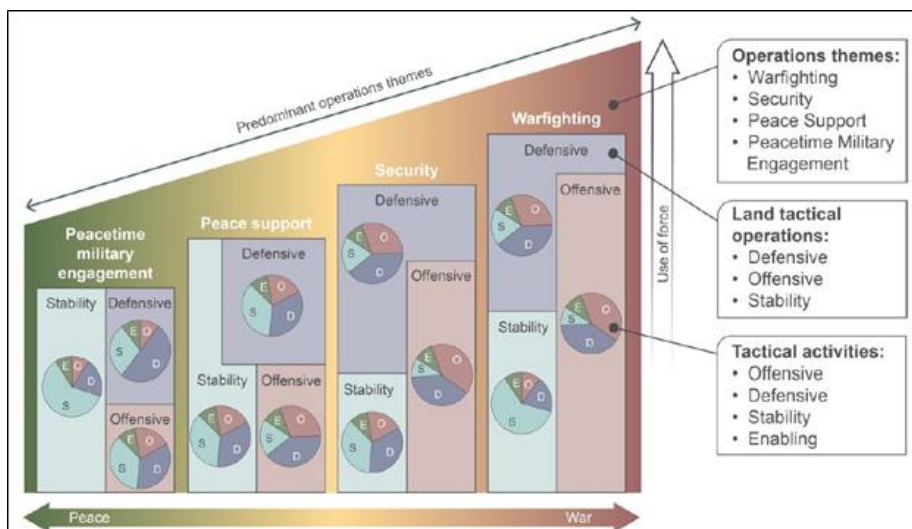 Predominant operations themes
Peacetime
military
engagement
Stability
Defensive
Offensive
E
O
D
S
E
O
D
S
E
O
D
S
Peace support
Defensive
Stability
Offensive
E
O
D
S
E
O
D
S
E
O
D
S
Security
Defensive
Offensive
Stability
E
O
D
S
E
O
D
S
E
O
D
S
Warfighting
Defensive
Offensive
Stability
E
O
D
S
E
O
D
S
E
O
D
S
Use of force
Peace
War
Operations themes:
• Warfighting
• Security
• Peace Support
• Peacetime Military
Engagement
Land tactical
operations:
• Defensive
• Offensive
• Stability
Tactical activities:
• Offensive
• Defensive
• Stability
• Enabling